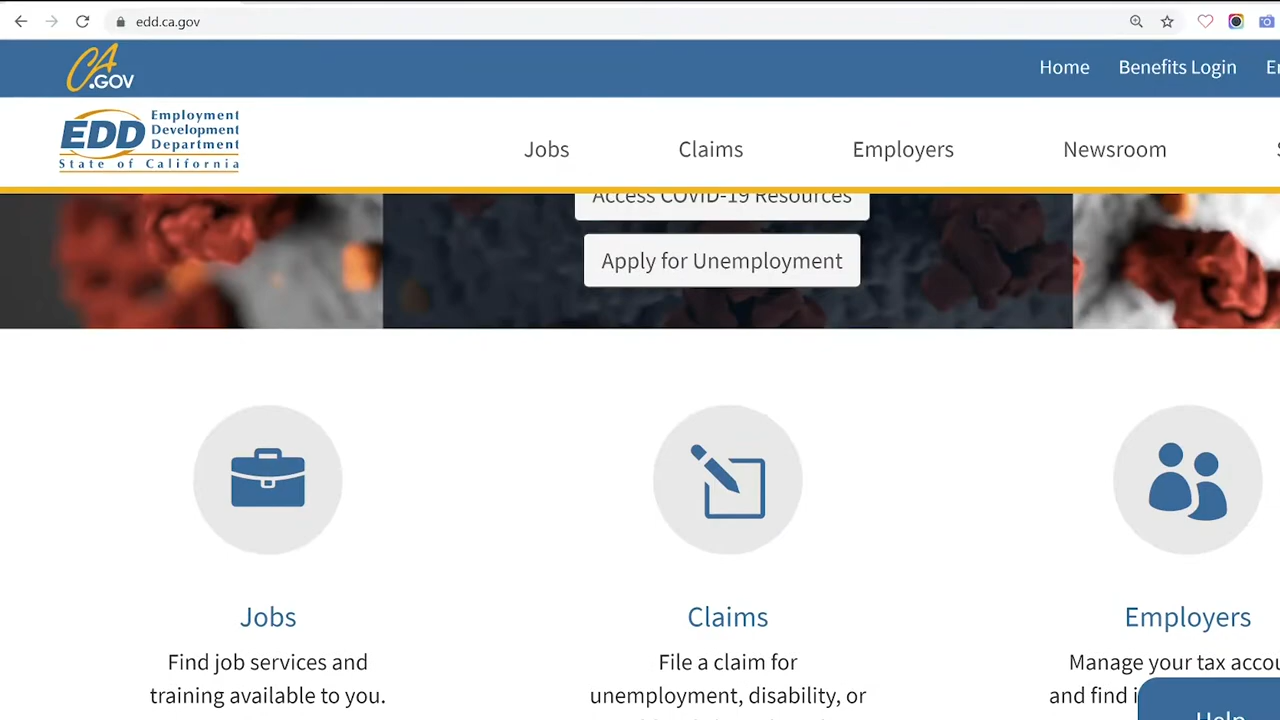 edd.ca.gov
CA
.GOV
Home Benefits Login
EDD Employment
Development
Department
State of California
Jobs Claims Employers Newsroom
Access COVID-19 Resources
Apply for Unemployment
Jobs
Find job services and
training available to you.
Claims
File a claim for
unemployment, disability, or
Employers
Manage your tax
and find
Help